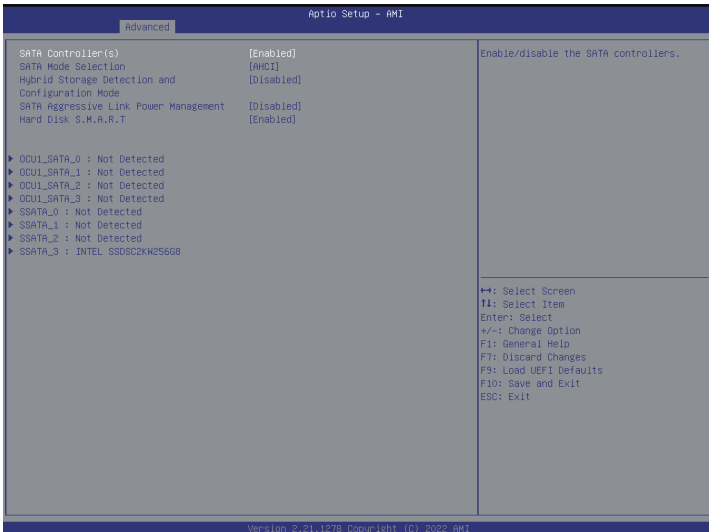 Aptio Setup - AMI
Advanced
SATA Controller(s) [Enabled]
SATA Mode Selection [AHCI]
Hybrid Storage Detection and [Disabled]
Configuration Mode
SATA Aggressive Link Power Management [Disabled]
Hard Disk S.M.A.R.T [Enabled]
OCU1_SATA_0 : Not Detected
OCU1_SATA_1 : Not Detected
OCU1_SATA_2 : Not Detected
OCU1_SATA_3 : Not Detected
SSATA_0 : Not Detected
SSATA_1 : Not Detected
SSATA_2 : Not Detected
SSATA_3 : INTEL SSDSC2KW256G8
Enable/disable the SATA controllers.
↔: Select Screen
↑↓: Select Item
Enter: Select
+/-: Change Option
F1: General Help
F7: Discard Changes
F9: Load UEFI Defaults
F10: Save and Exit
ESC: Exit
Version 2.21.1278 Copyright (C) 2022 AMI